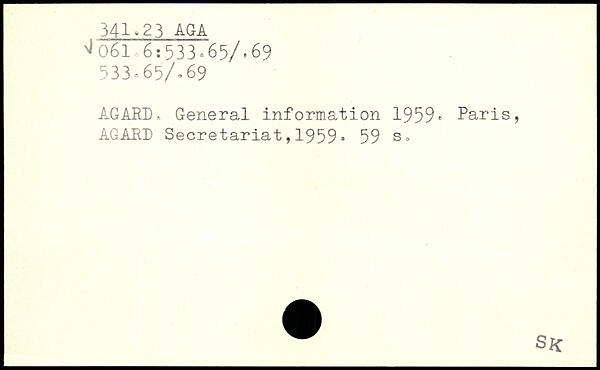 341.23 AGA
√061.6:533.65/.69
533.65/.69
AGARD. General information 1959. Paris,
AGARD Secretariat,1959. 59 s.
SK